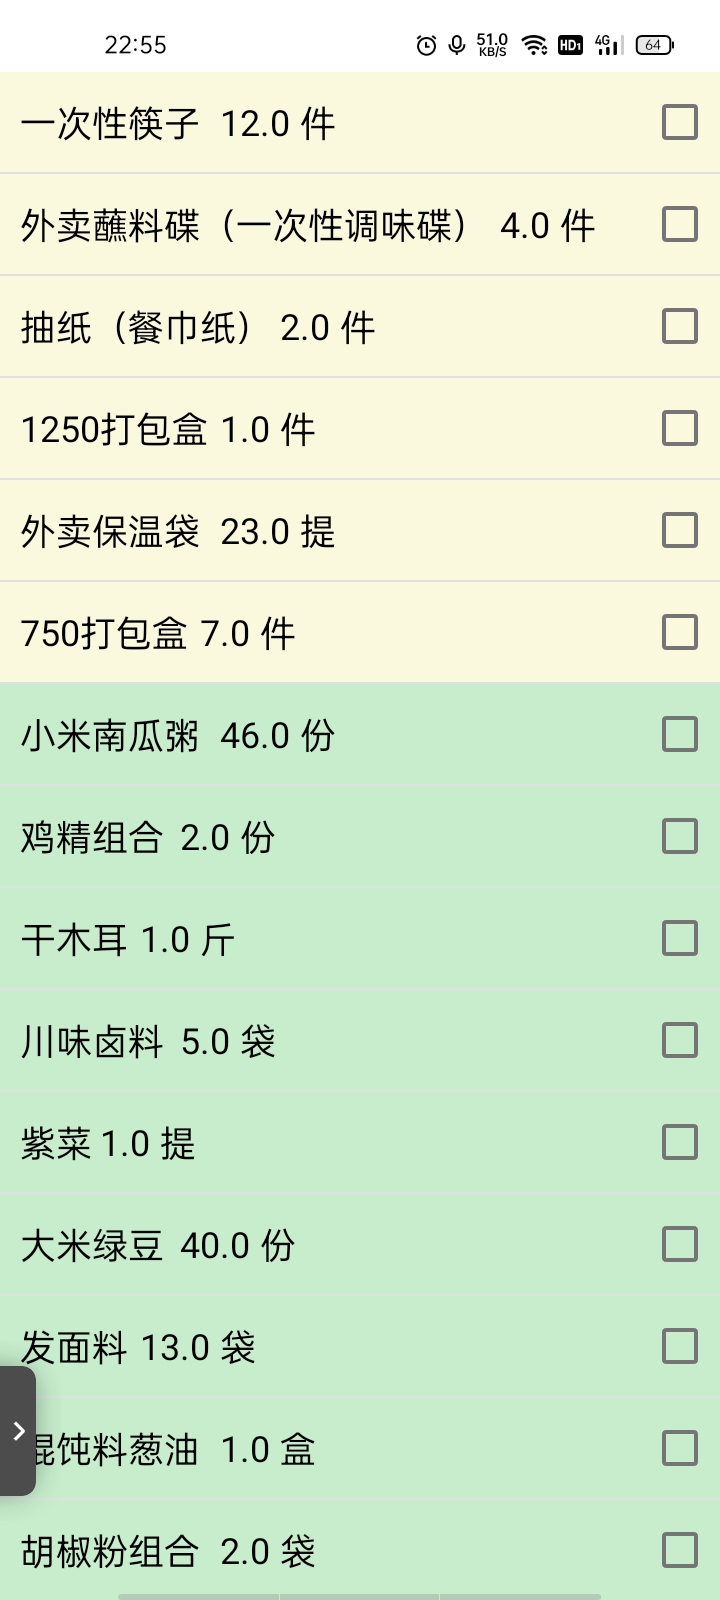 22:55 51.0 KB/S HD1 4G 64
一次性筷子 12.0 件
外卖蘸料碟（一次性调味碟） 4.0 件
抽纸（餐巾纸） 2.0 件
1250打包盒 1.0 件
外卖保温袋 23.0 提
750打包盒 7.0 件
小米南瓜粥 46.0 份
鸡精组合 2.0 份
干木耳 1.0 斤
川味卤料 5.0 袋
紫菜 1.0 提
大米绿豆 40.0 份
发面料 13.0 袋
馄饨料葱油 1.0 盒
胡椒粉组合 2.0 袋